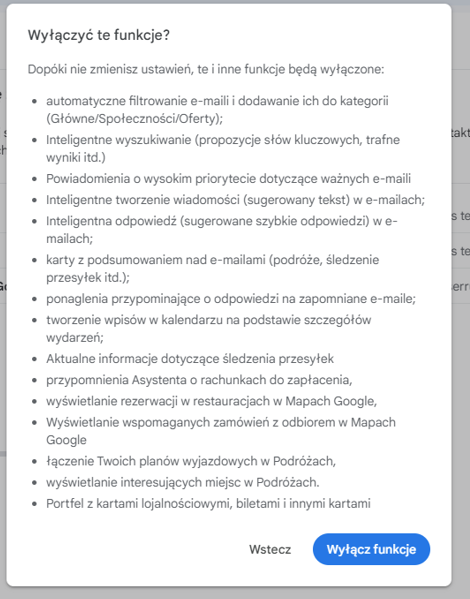 Wyłączyć te funkcje?
Dopóki nie zmienisz ustawień, te i inne funkcje będą wyłączone:
• automatyczne filtrowanie e-maili i dodawanie ich do kategorii
(Główne/Społeczności/Oferty);
• Inteligentne wyszukiwanie (propozycje słów kluczowych, trafne
wyniki itd.)
• Powiadomienia o wysokim priorytecie dotyczące ważnych e-maili
• Inteligentne tworzenie wiadomości (sugerowany tekst) w e-mailach;
• Inteligentna odpowiedź (sugerowane szybkie odpowiedzi) w e-
mailach;
• karty z podsumowaniem nad e-mailami (podróże, śledzenie
przesyłek itd.);
• ponaglenia przypominające o odpowiedzi na zapomniane e-maile;
• tworzenie wpisów w kalendarzu na podstawie szczegółów
wydarzeń;
• Aktualne informacje dotyczące śledzenia przesyłek
• przypomnienia Asystenta o rachunkach do zapłacenia,
• wyświetlanie rezerwacji w restauracjach w Mapach Google,
• Wyświetlanie wspomaganych zamówień z odbiorem w Mapach
Google
• łączenie Twoich planów wyjazdowych w Podróżach,
• wyświetlanie interesujących miejsc w Podróżach.
• Portfel z kartami lojalnościowymi, biletami i innymi kartami
Wstecz Wyłącz funkcje